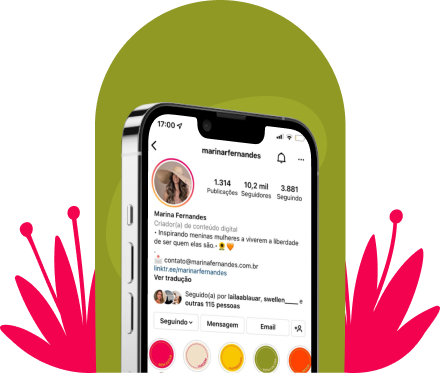 17:00
marinarfernandes
1.314 10,2 mil 3.881
Publicações Seguidores Seguindo
Marina Fernandes
Criador(a) de conteúdo digital
• Inspirando meninas mulheres a viverem a liberdade
de ser quem elas são.•
.
contato@marinafernandes.com.br
linktr.ee/marinarfernandes
Ver tradução
Seguido(a) por lailaablauar, swellen____ e
outras 115 pessoas
Seguindo Mensagem Email